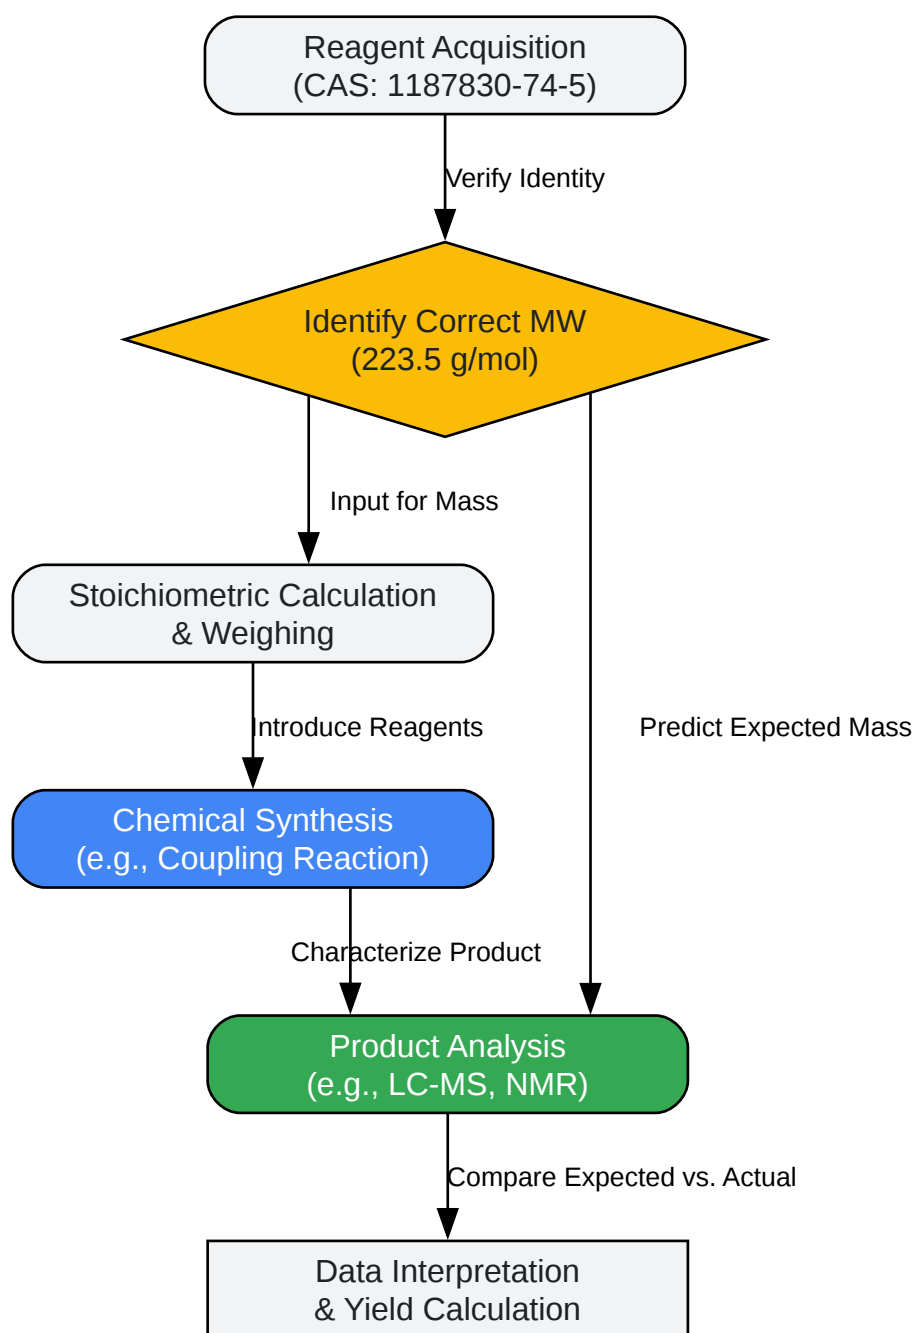 Reagent Acquisition
(CAS: 1187830-74-5)
Verify Identity
Identify Correct MW
(223.5 g/mol)
Input for Mass
Stoichiometric Calculation
& Weighing
Introduce Reagents
Predict Expected Mass
Chemical Synthesis
(e.g., Coupling Reaction)
Characterize Product
Product Analysis
(e.g., LC-MS, NMR)
Compare Expected vs. Actual
Data Interpretation
& Yield Calculation